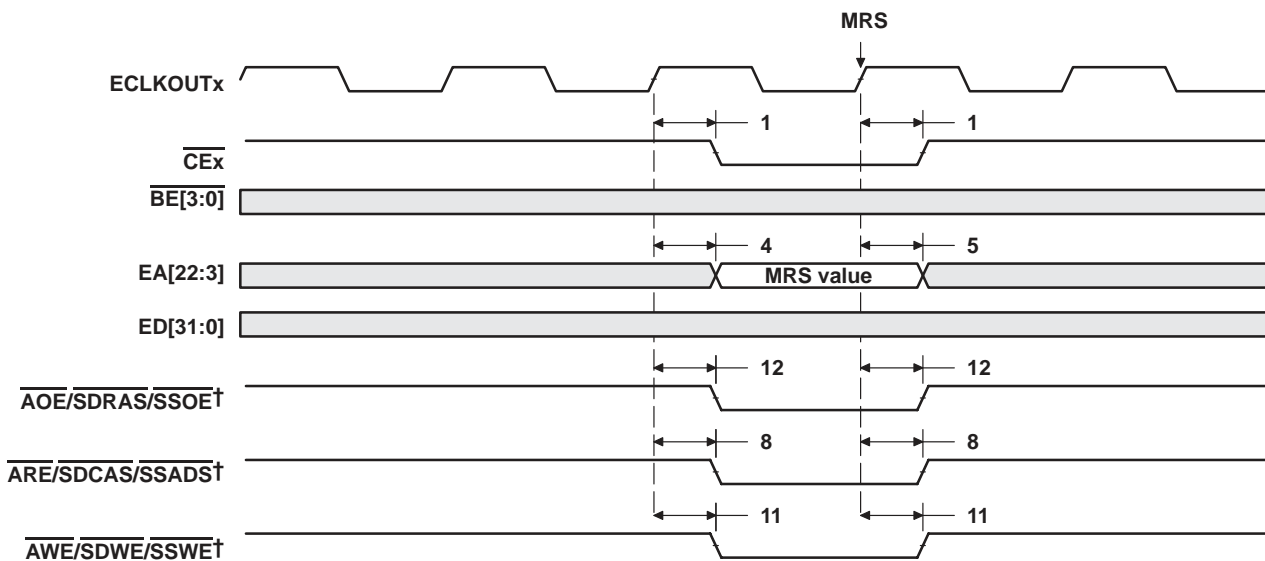 MRS
ECLKOUTx
1 1
CEx
BE[3:0]
4 5
EA[22:3] MRS value
ED[31:0]
12 12
AOE/SDRAS/SSOE†
8 8
ARE/SDCAS/SSADS†
11 11
AWE/SDWE/SSWE†